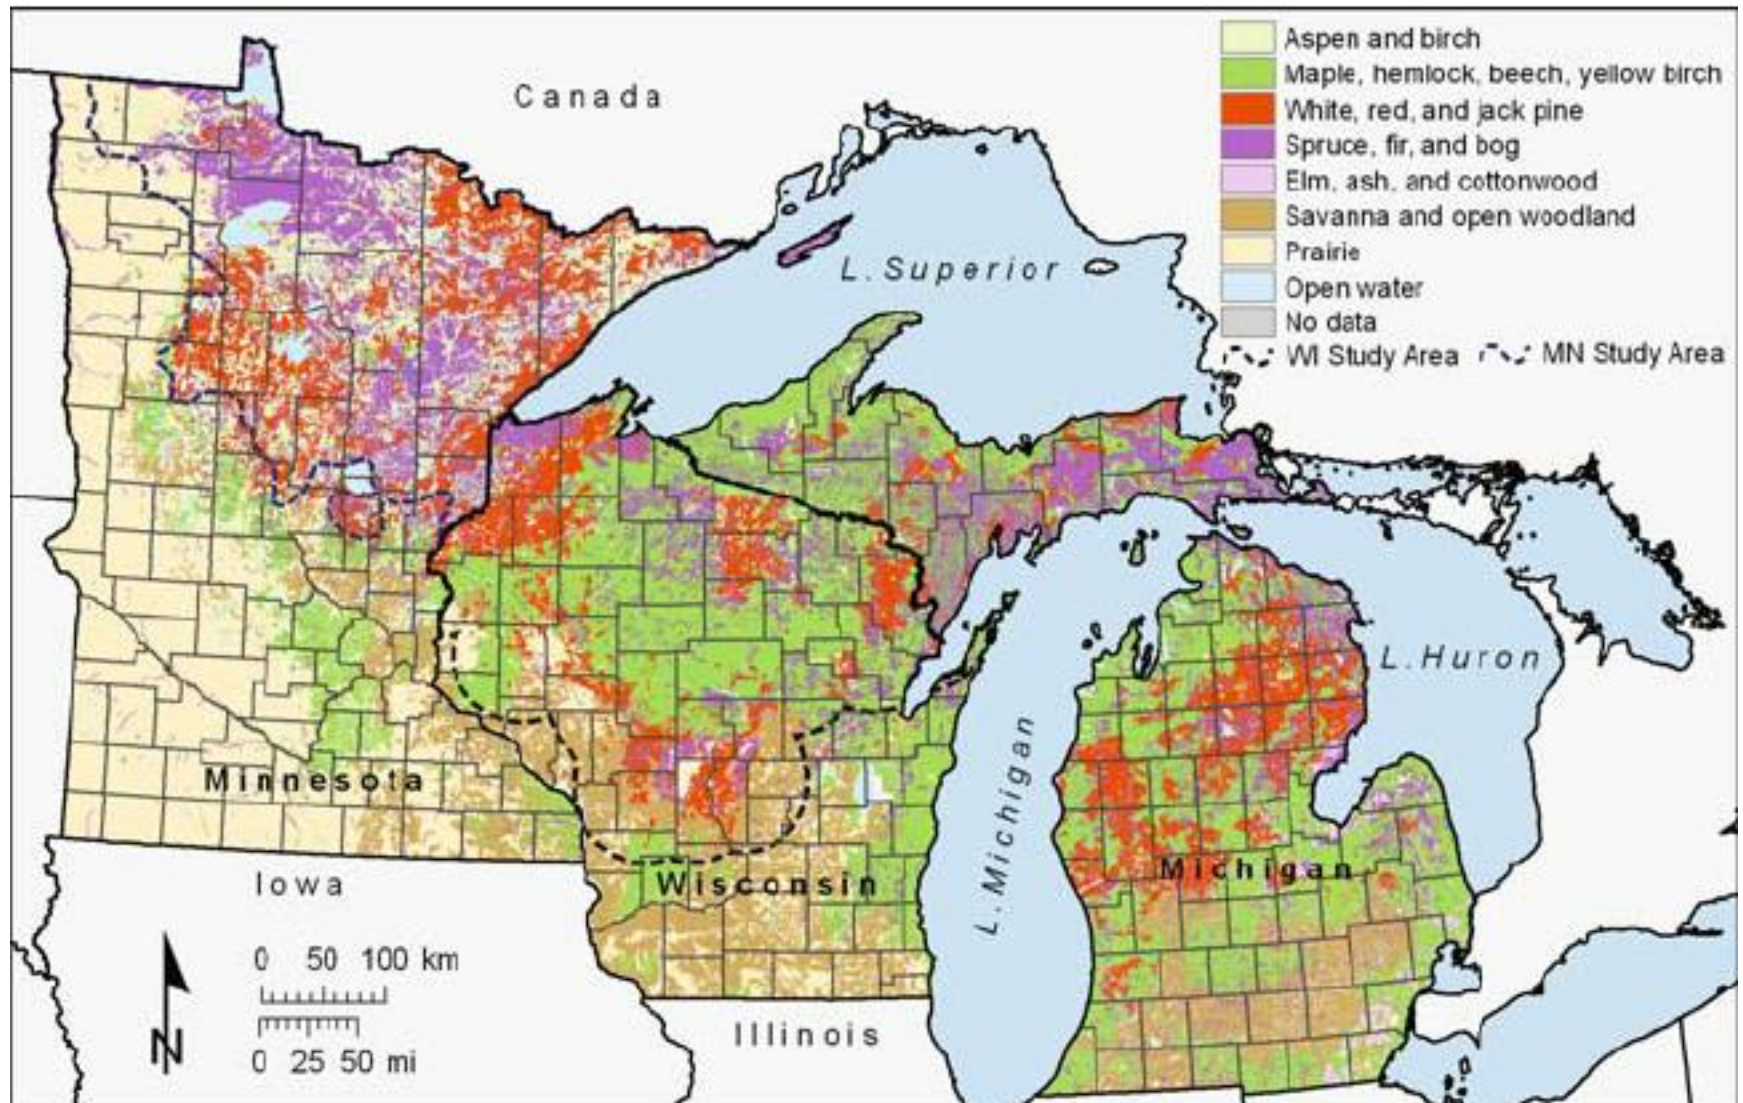 Aspen and birch
Maple, hemlock, beech, yellow birch
White, red, and jack pine
Spruce, fir, and bog
Elm, ash, and cottonwood
Savanna and open woodland
Prairie
Open water
No data
WI Study Area MN Study Area
Canada
L. Superior
L. Huron
L. Michigan
Minnesota
Wisconsin
Michigan
Iowa
Illinois
0 50 100 km
0 25 50 mi
N